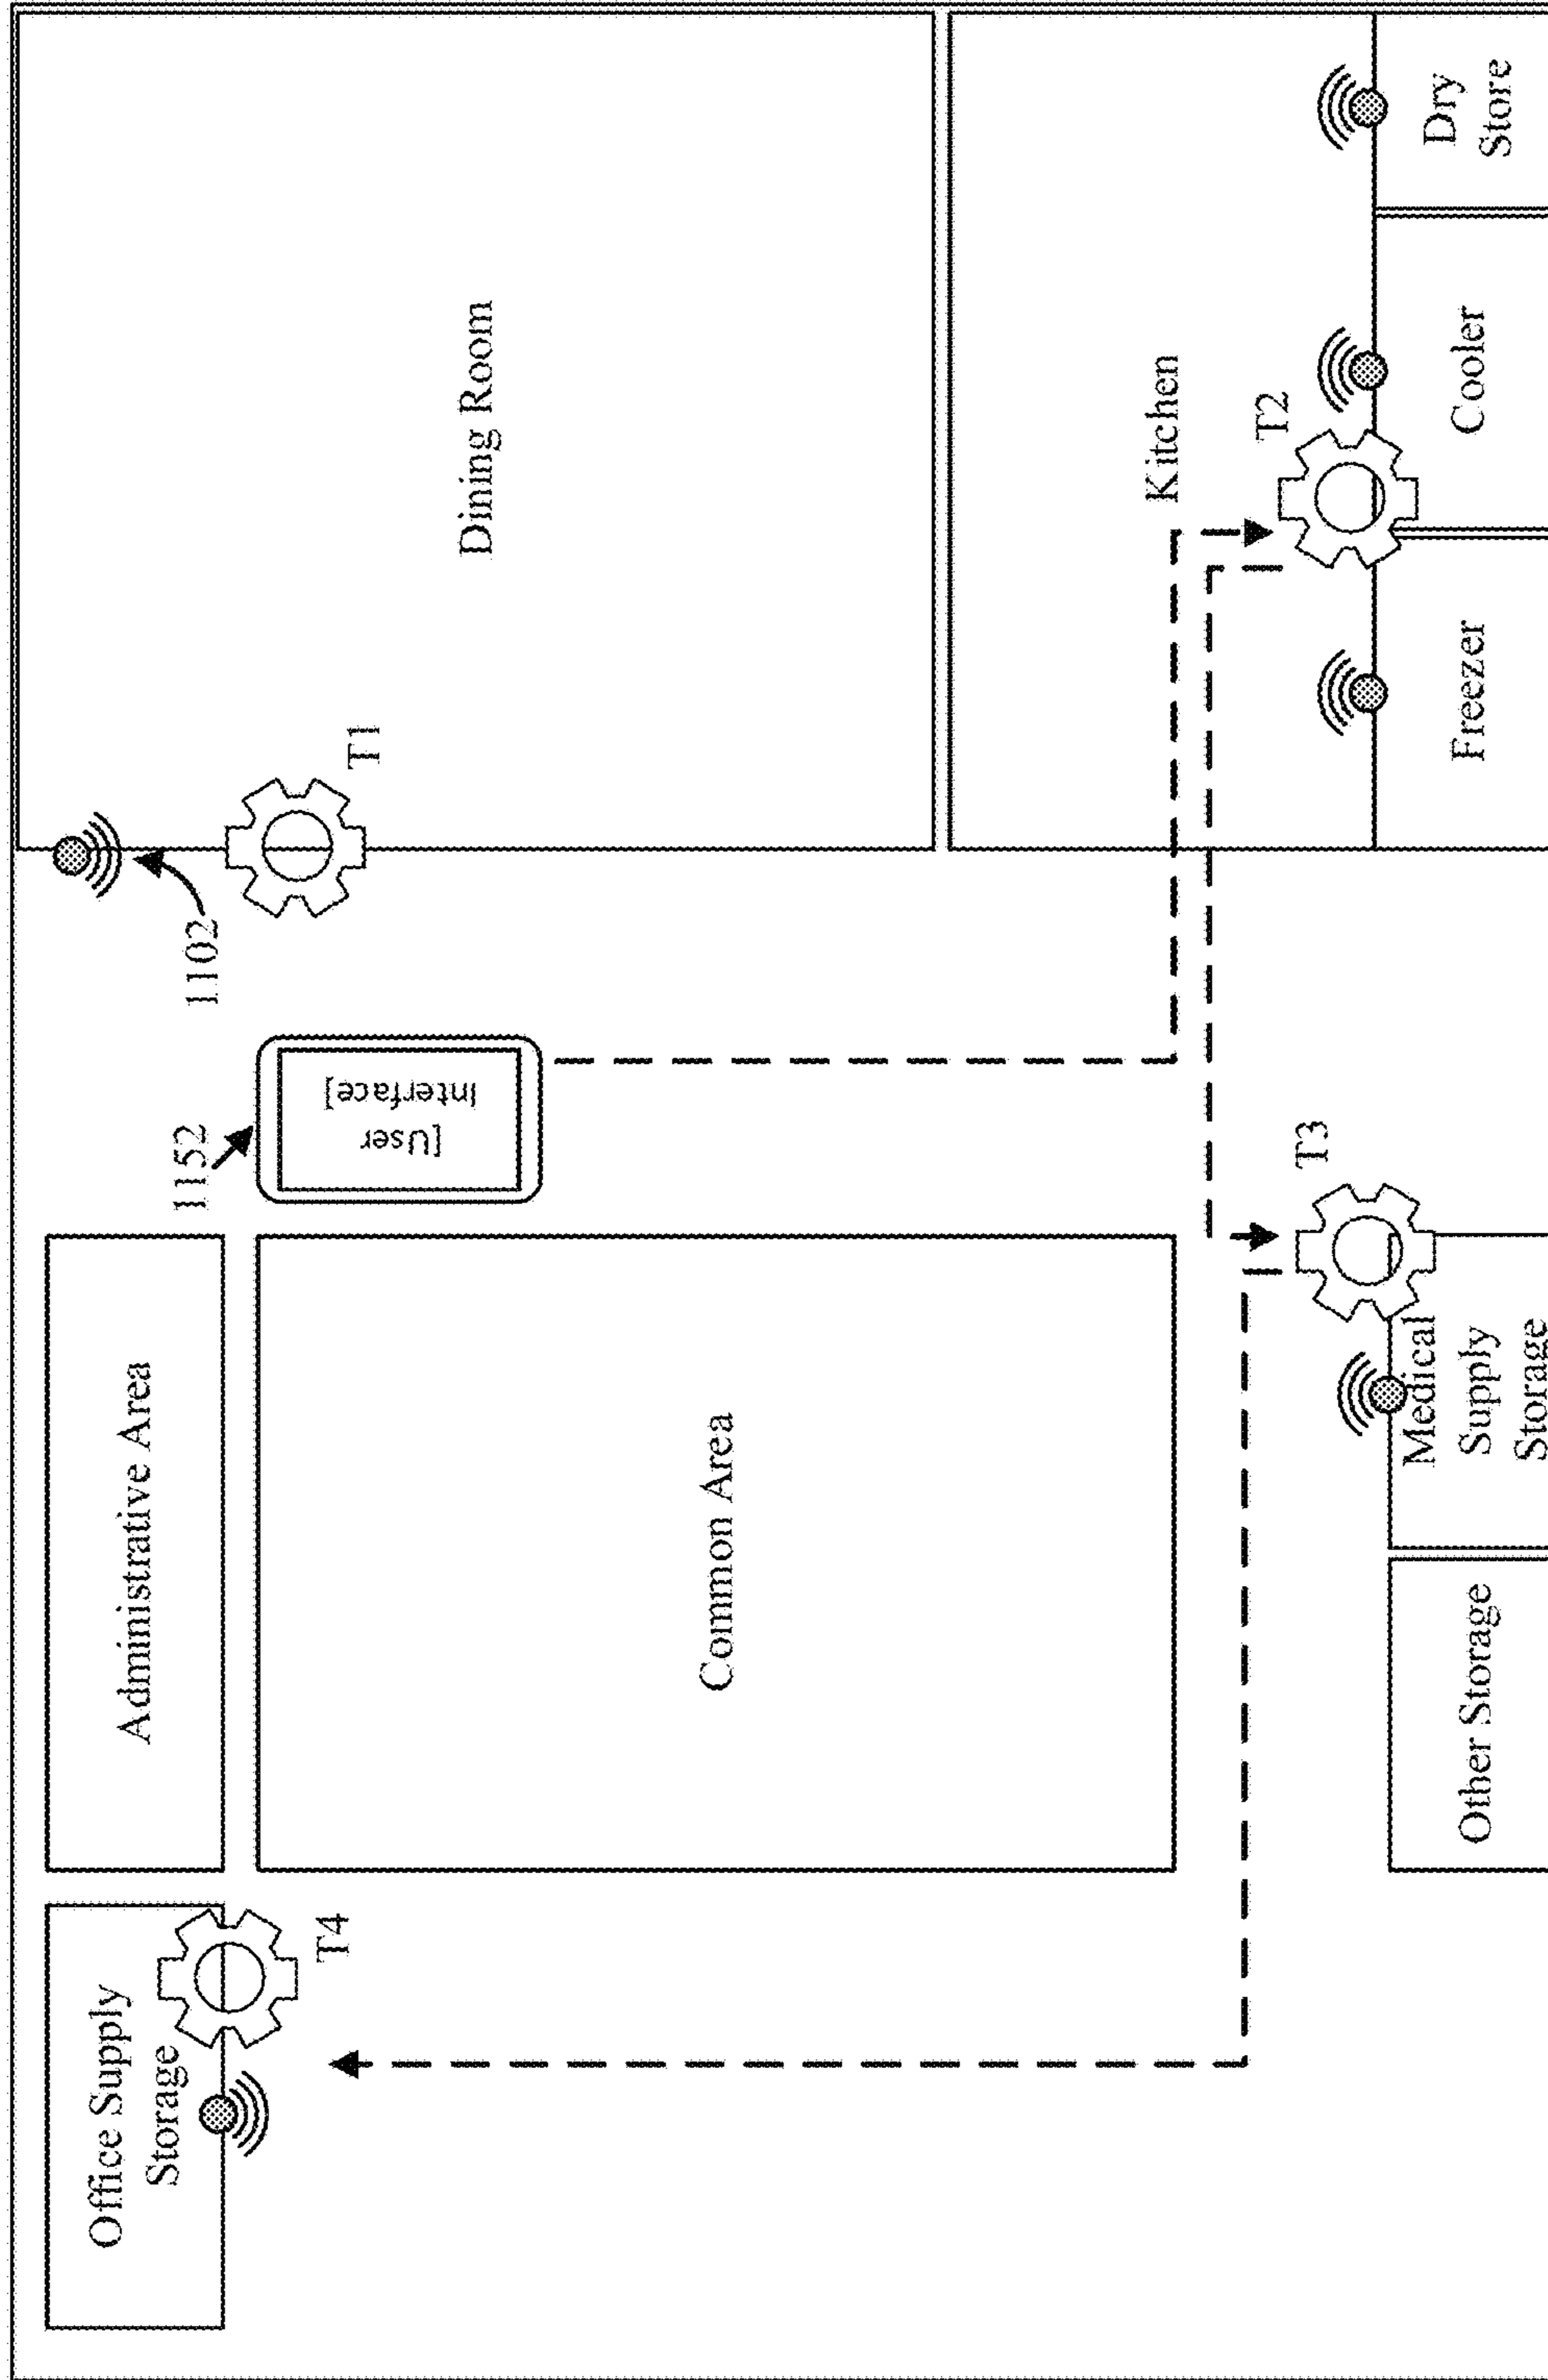 Office Supply
Storage
T4
Administrative Area
Common Area
Other Storage
Medical
Supply
Storage
T3
1152
[User
Interface]
1102
T1
Dining Room
Kitchen
T2
Freezer
Cooler
Dry
Store